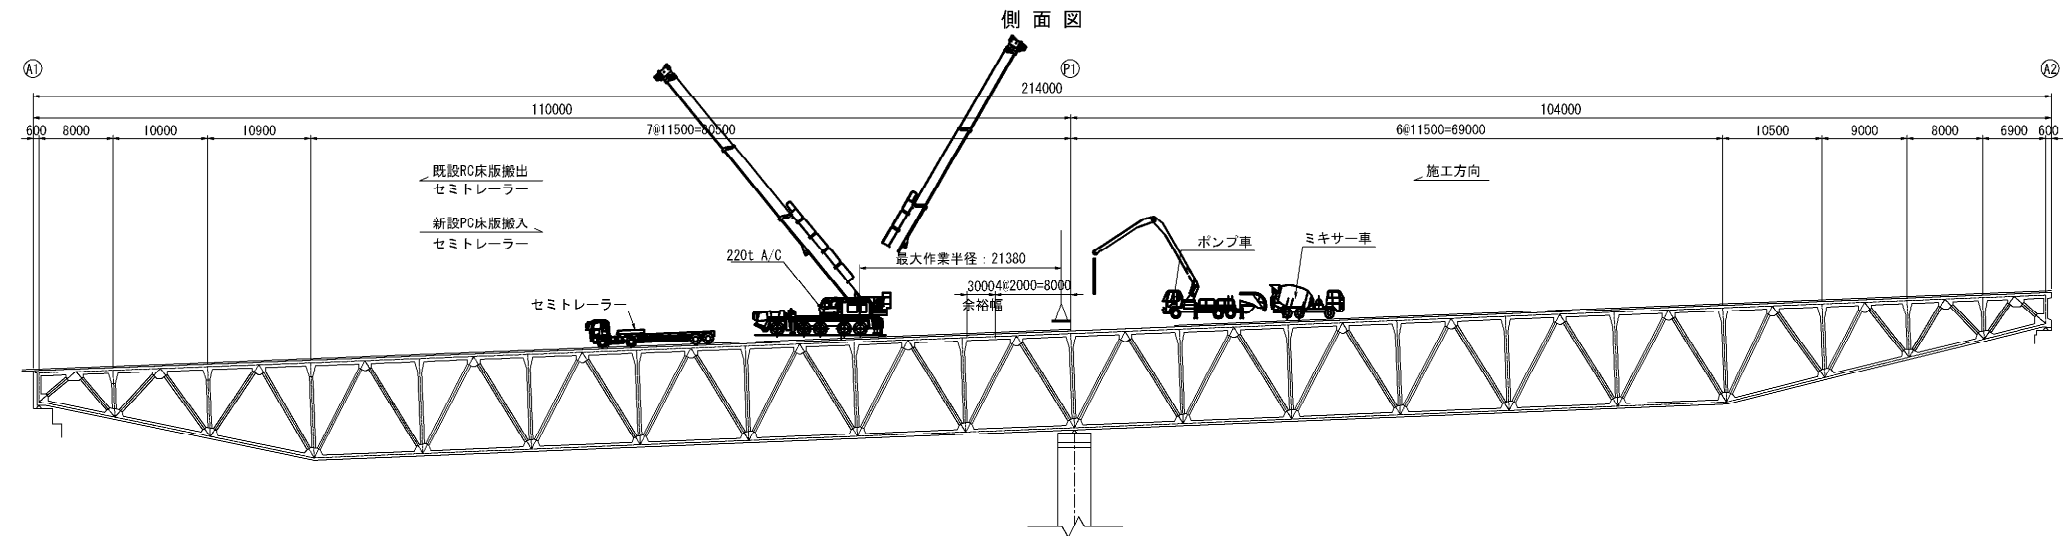 側面図
A1
P1
A2
214000
110000
104000
600
8000
10000
10900
7@11500=80500
6@11500=69000
10500
9000
8000
6900
600
既設RC床版搬出
セミトレーラー
施工方向
新設PC床版搬入
セミトレーラー
ポンプ車
ミキサー車
220t A/C
最大作業半径：21380
3000
4@2000=8000
余裕幅
セミトレーラー